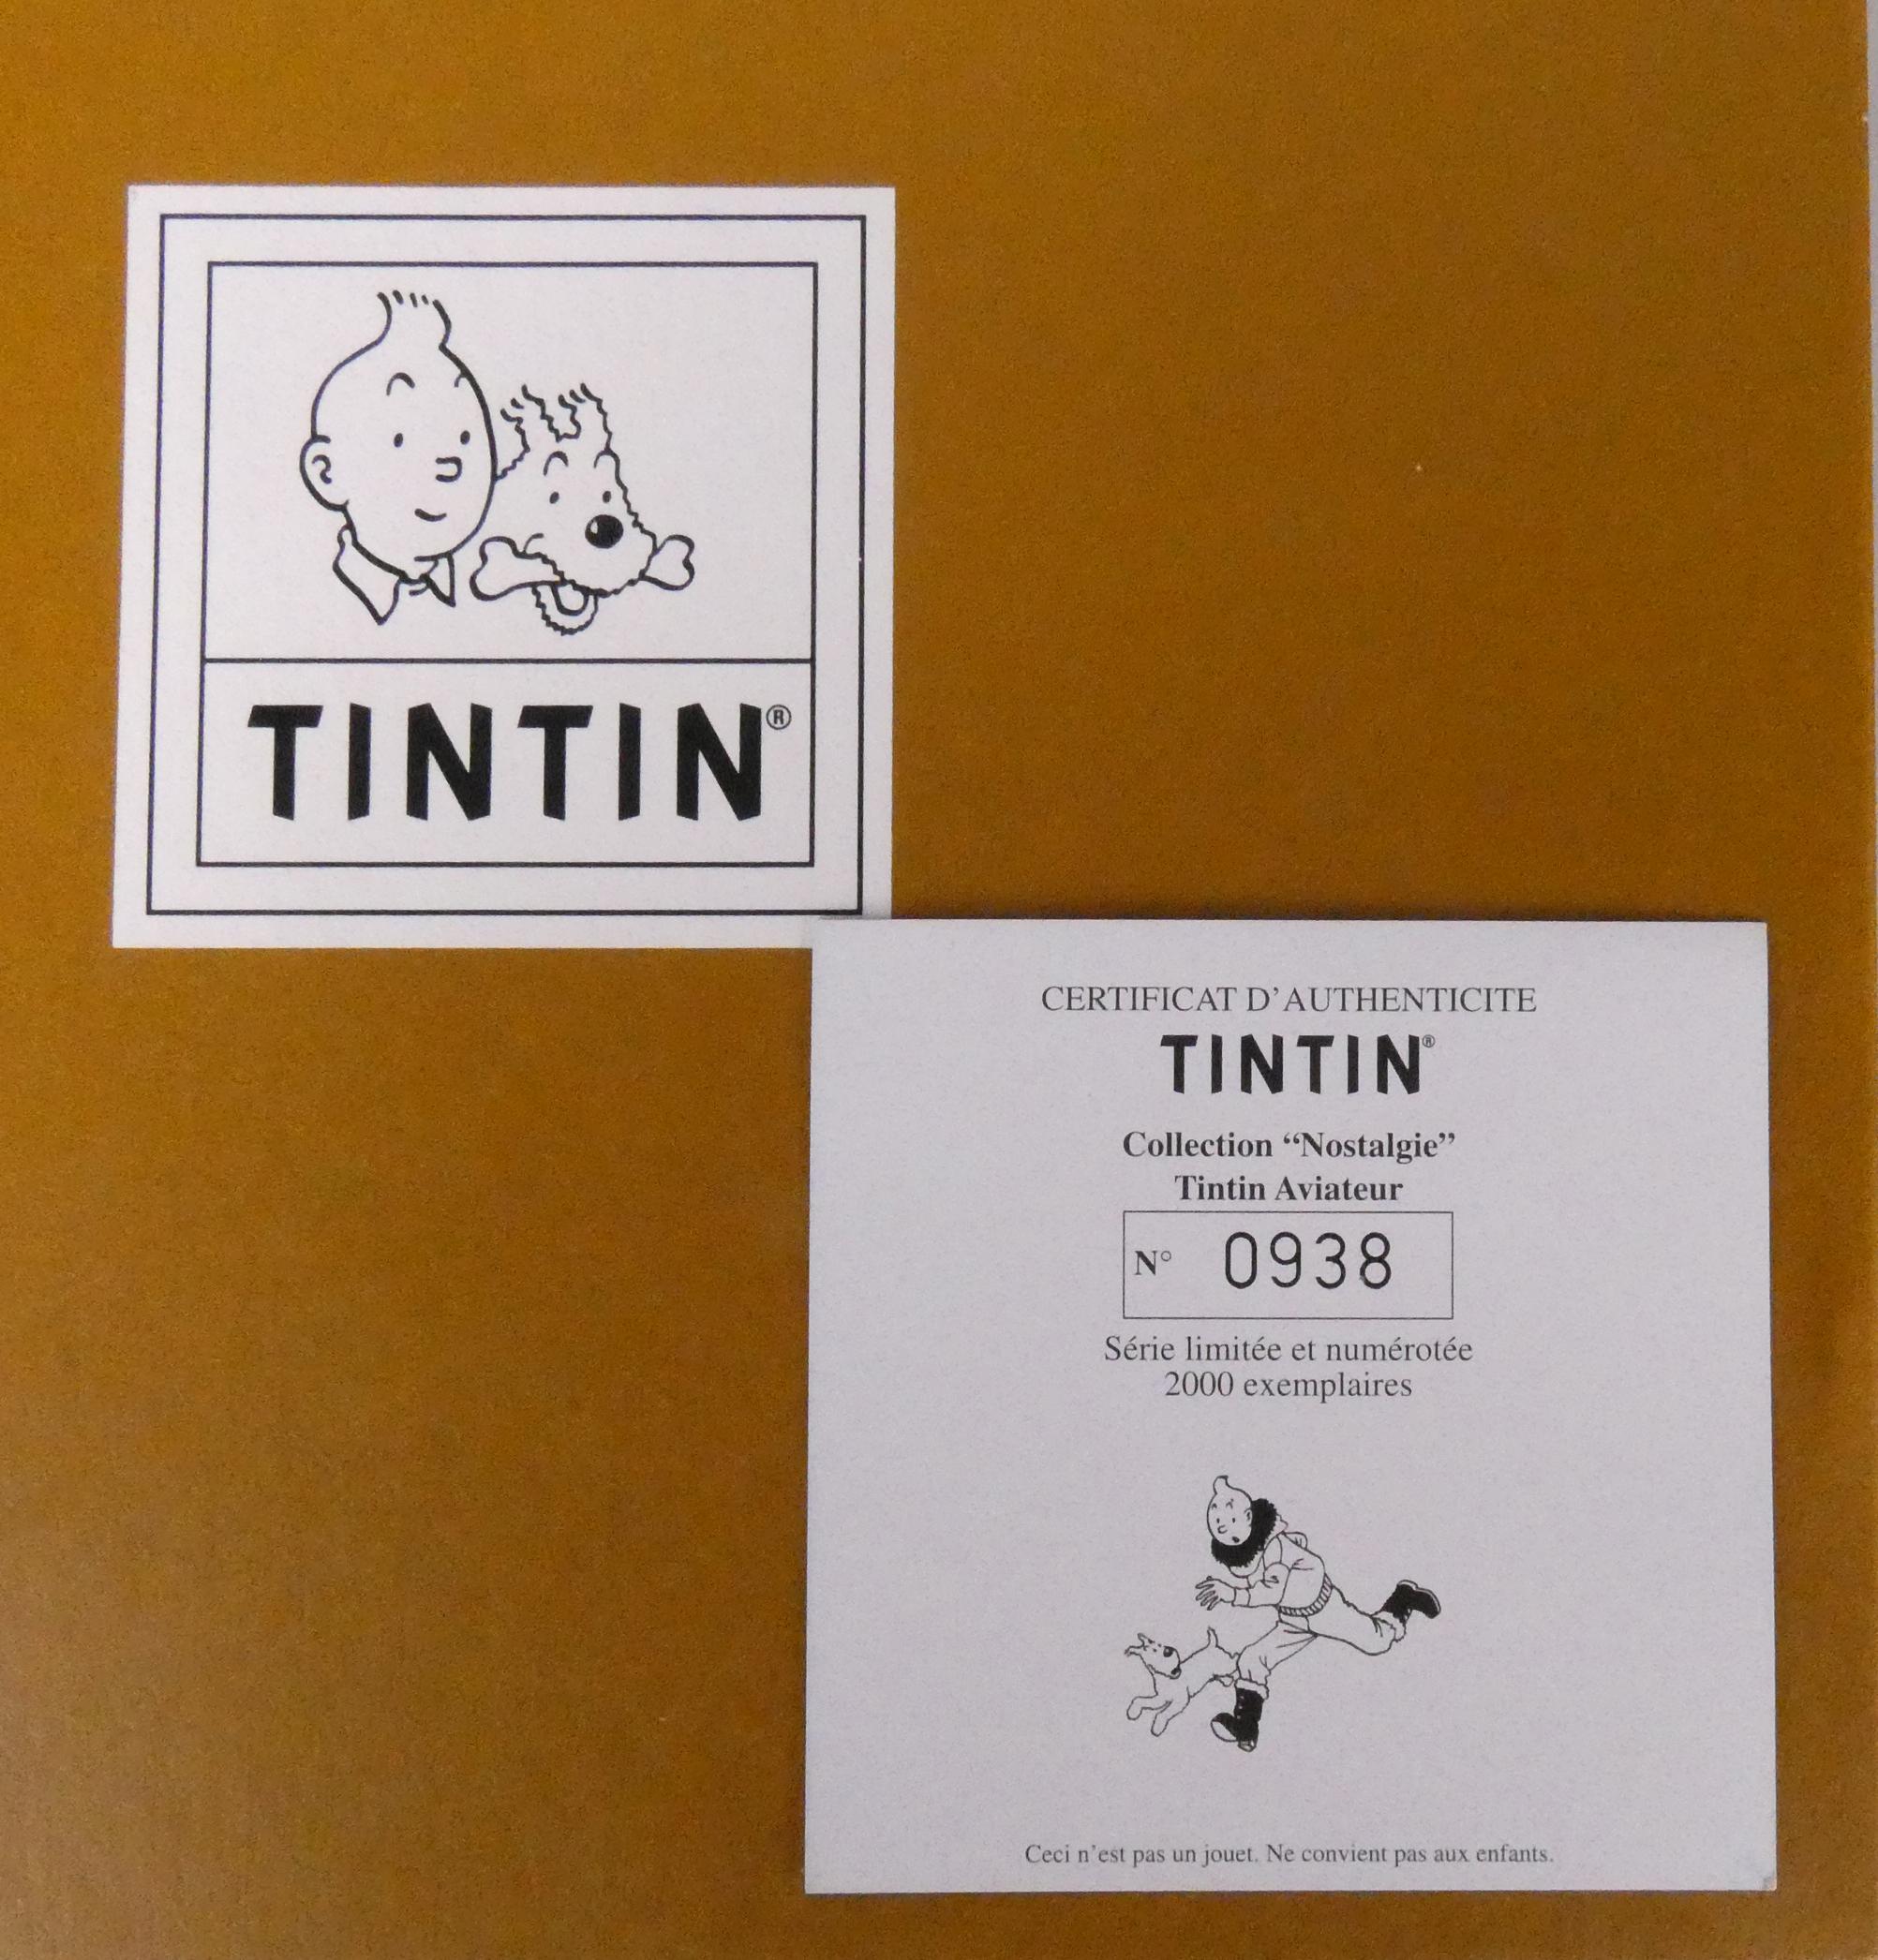 TINTIN®
CERTIFICAT D'AUTHENTICITE
TINTIN®
Collection “Nostalgie”
Tintin Aviateur
N° 0938
Série limitée et numérotée
2000 exemplaires
Ceci n'est pas un jouet. Ne convient pas aux enfants.